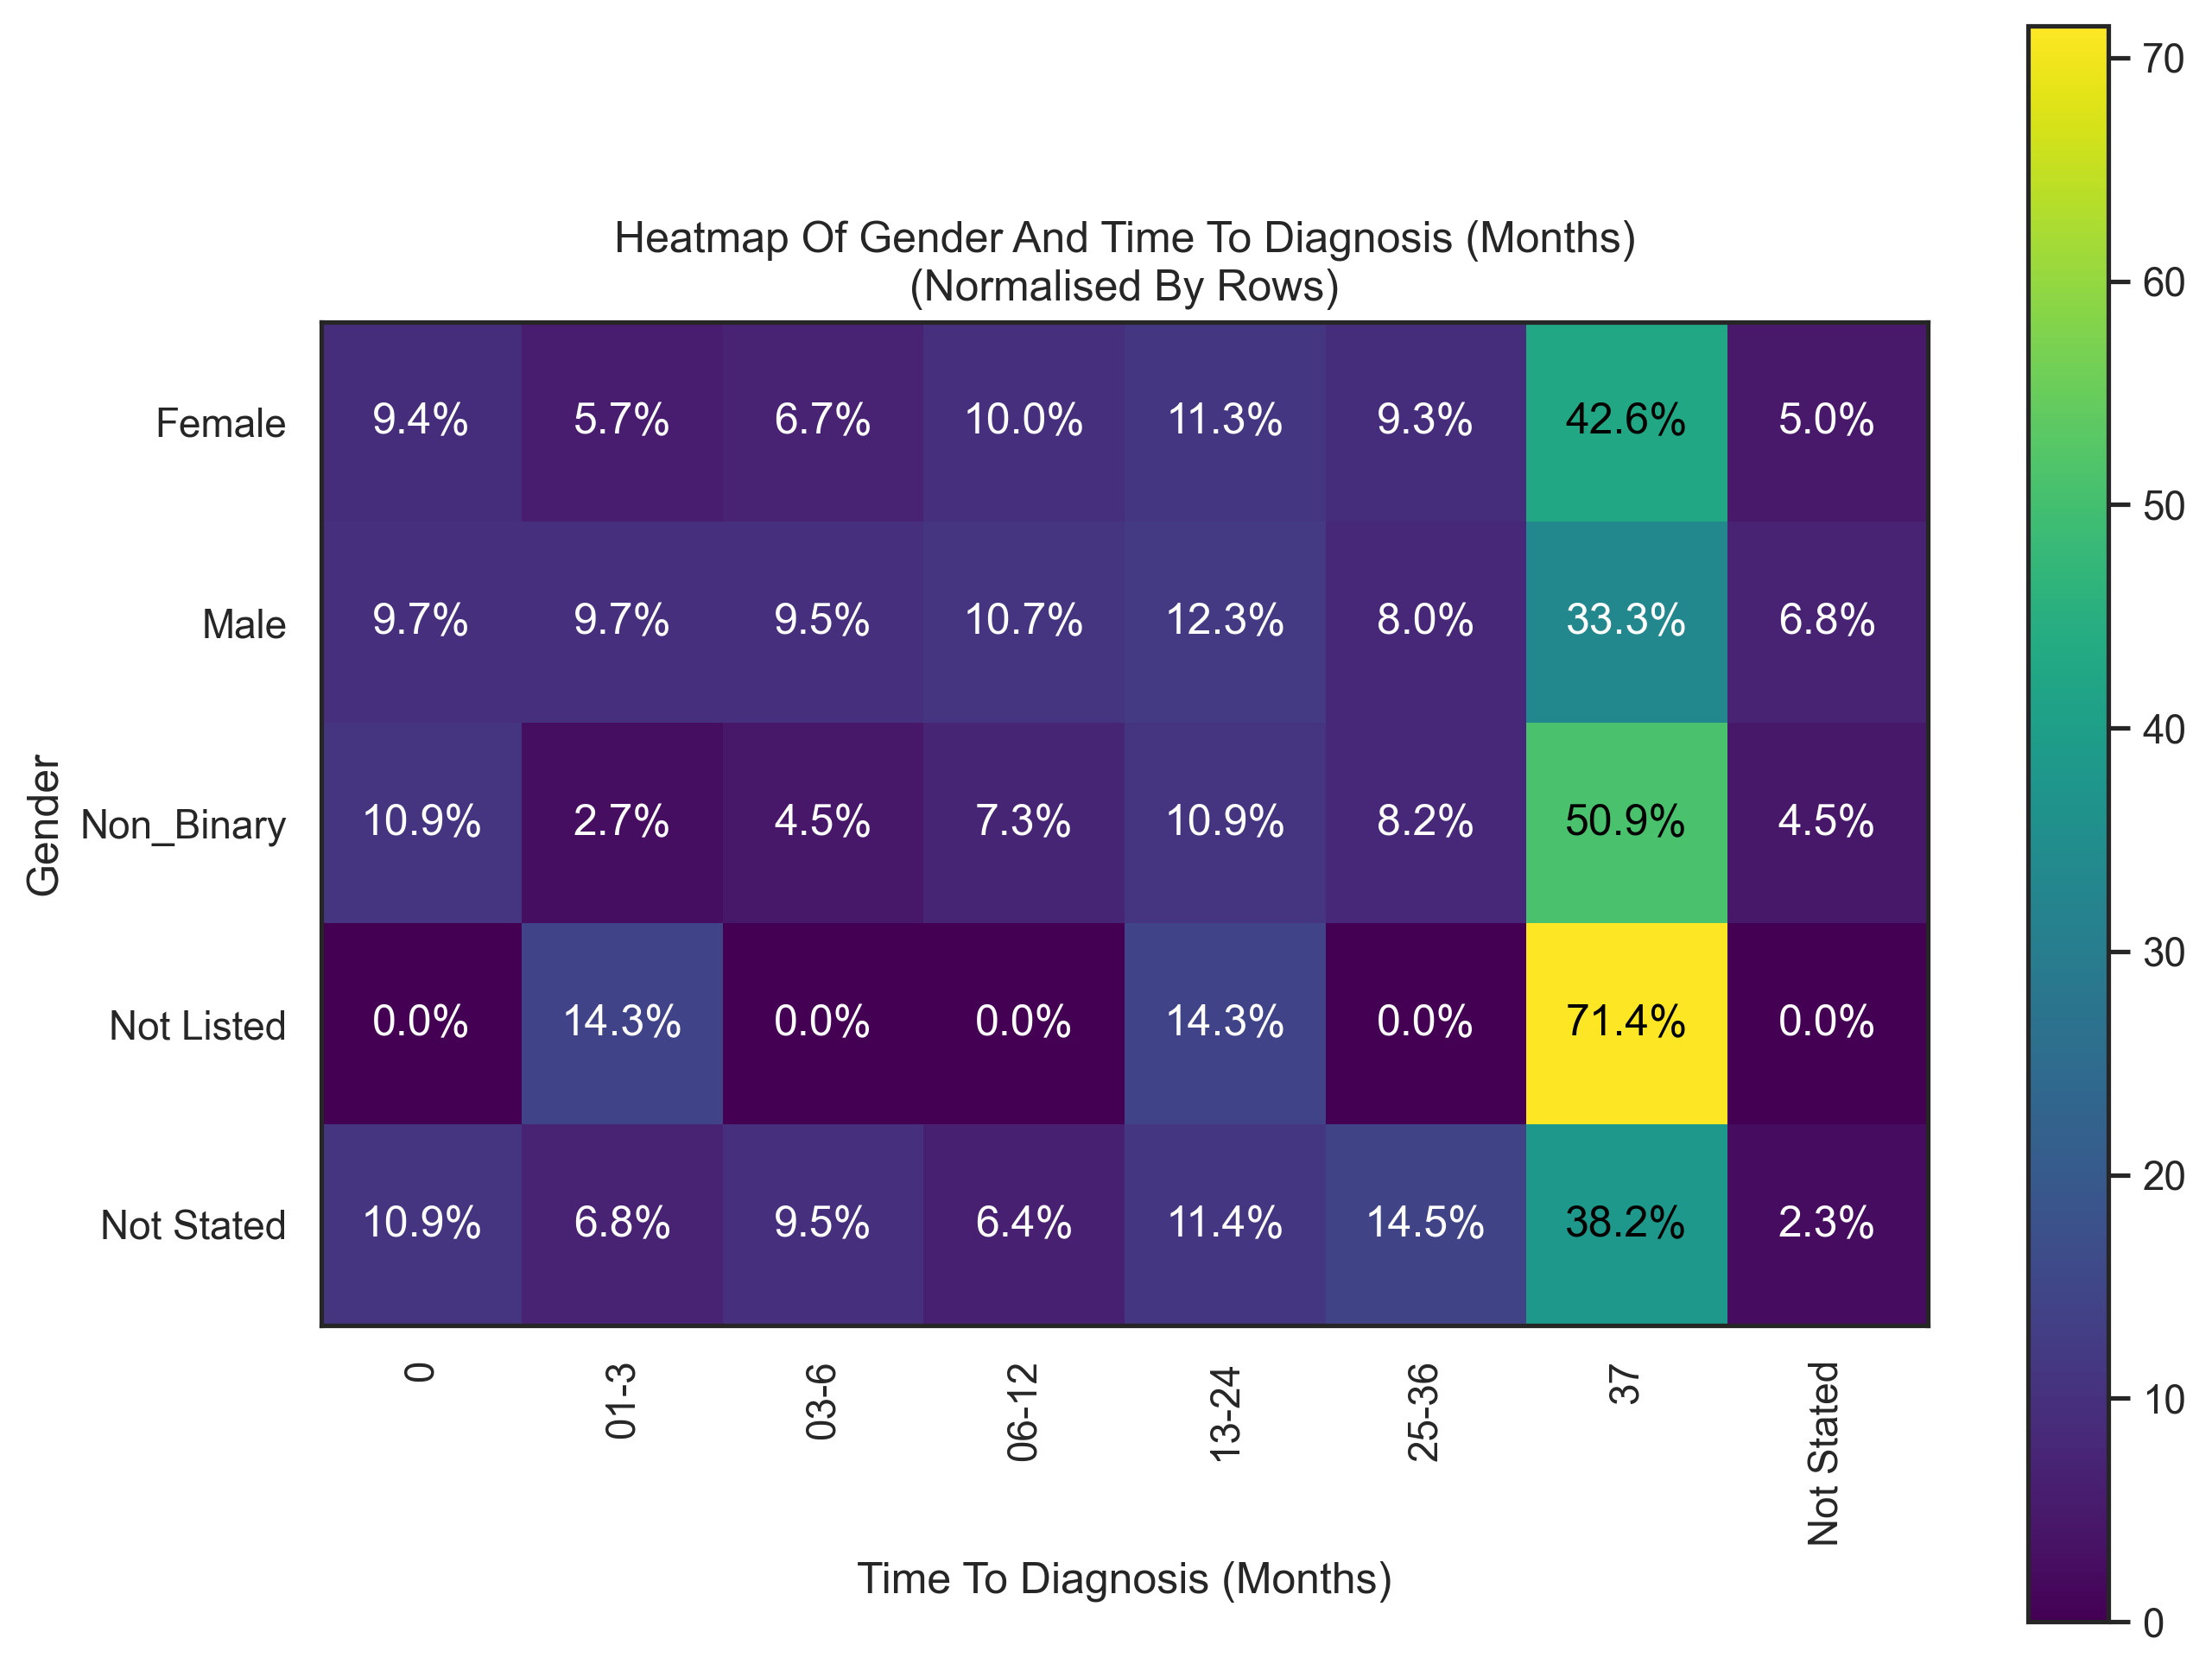 Heatmap Of Gender And Time To Diagnosis (Months)
(Normalised By Rows)
Gender
Female 9.4% 5.7% 6.7% 10.0% 11.3% 9.3% 42.6% 5.0%
Male 9.7% 9.7% 9.5% 10.7% 12.3% 8.0% 33.3% 6.8%
Non_Binary 10.9% 2.7% 4.5% 7.3% 10.9% 8.2% 50.9% 4.5%
Not Listed 0.0% 14.3% 0.0% 0.0% 14.3% 0.0% 71.4% 0.0%
Not Stated 10.9% 6.8% 9.5% 6.4% 11.4% 14.5% 38.2% 2.3%
0 01-3 03-6 06-12 13-24 25-36 37 Not Stated
Time To Diagnosis (Months)
70
60
50
40
30
20
10
0